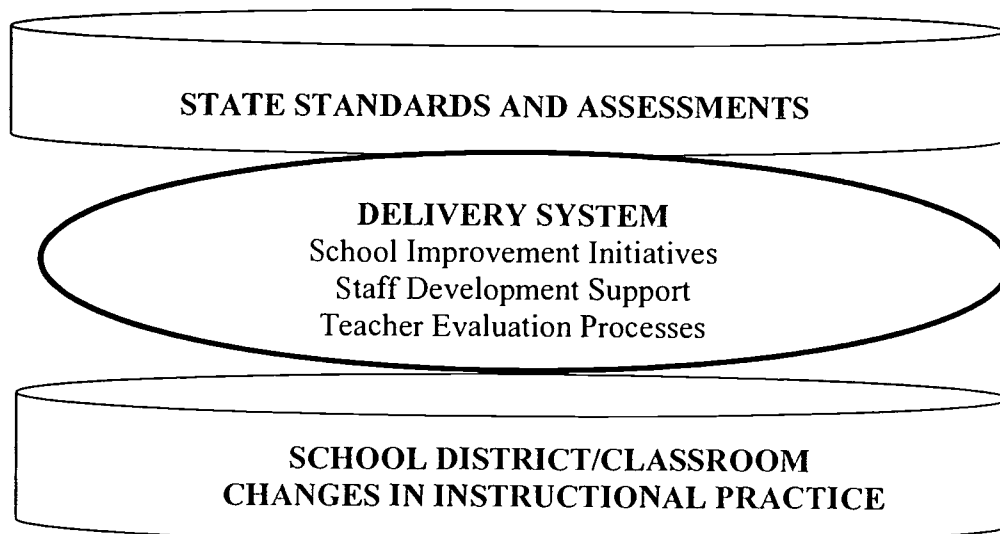 STATE STANDARDS AND ASSESSMENTS
DELIVERY SYSTEM
School Improvement Initiatives
Staff Development Support
Teacher Evaluation Processes
SCHOOL DISTRICT/CLASSROOM
CHANGES IN INSTRUCTIONAL PRACTICE